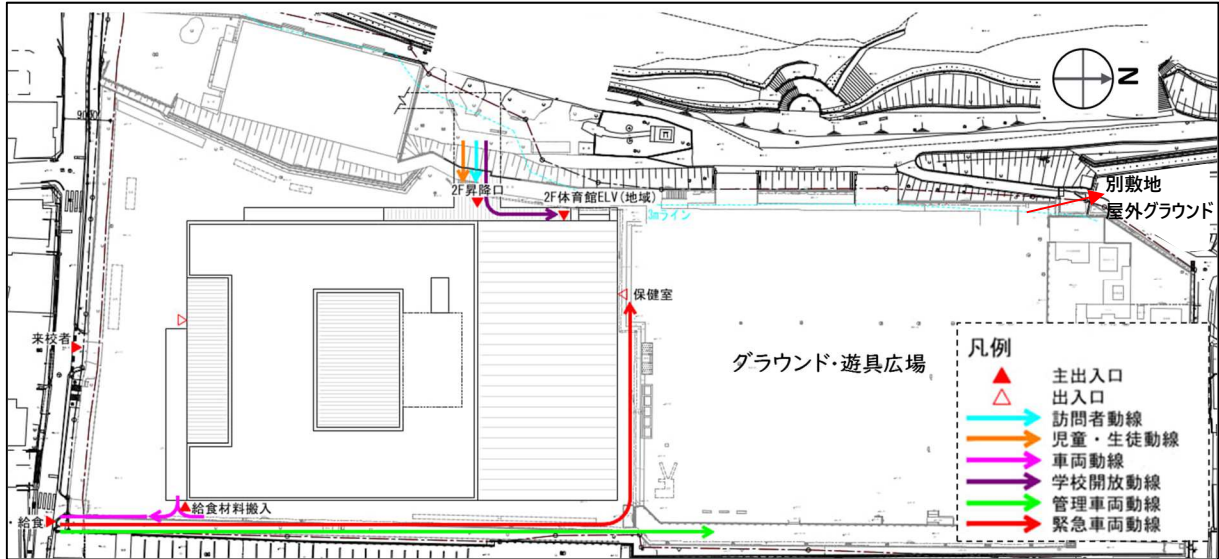 9000
N
2F昇降口
2F体育館ELV(地域)
別敷地
屋外グラウンド
3mライン
保健室
来校者
グラウンド・遊具広場
凡例
主出入口
出入口
訪問者動線
児童・生徒動線
車両動線
学校開放動線
管理車両動線
緊急車両動線
給食材料搬入
給食